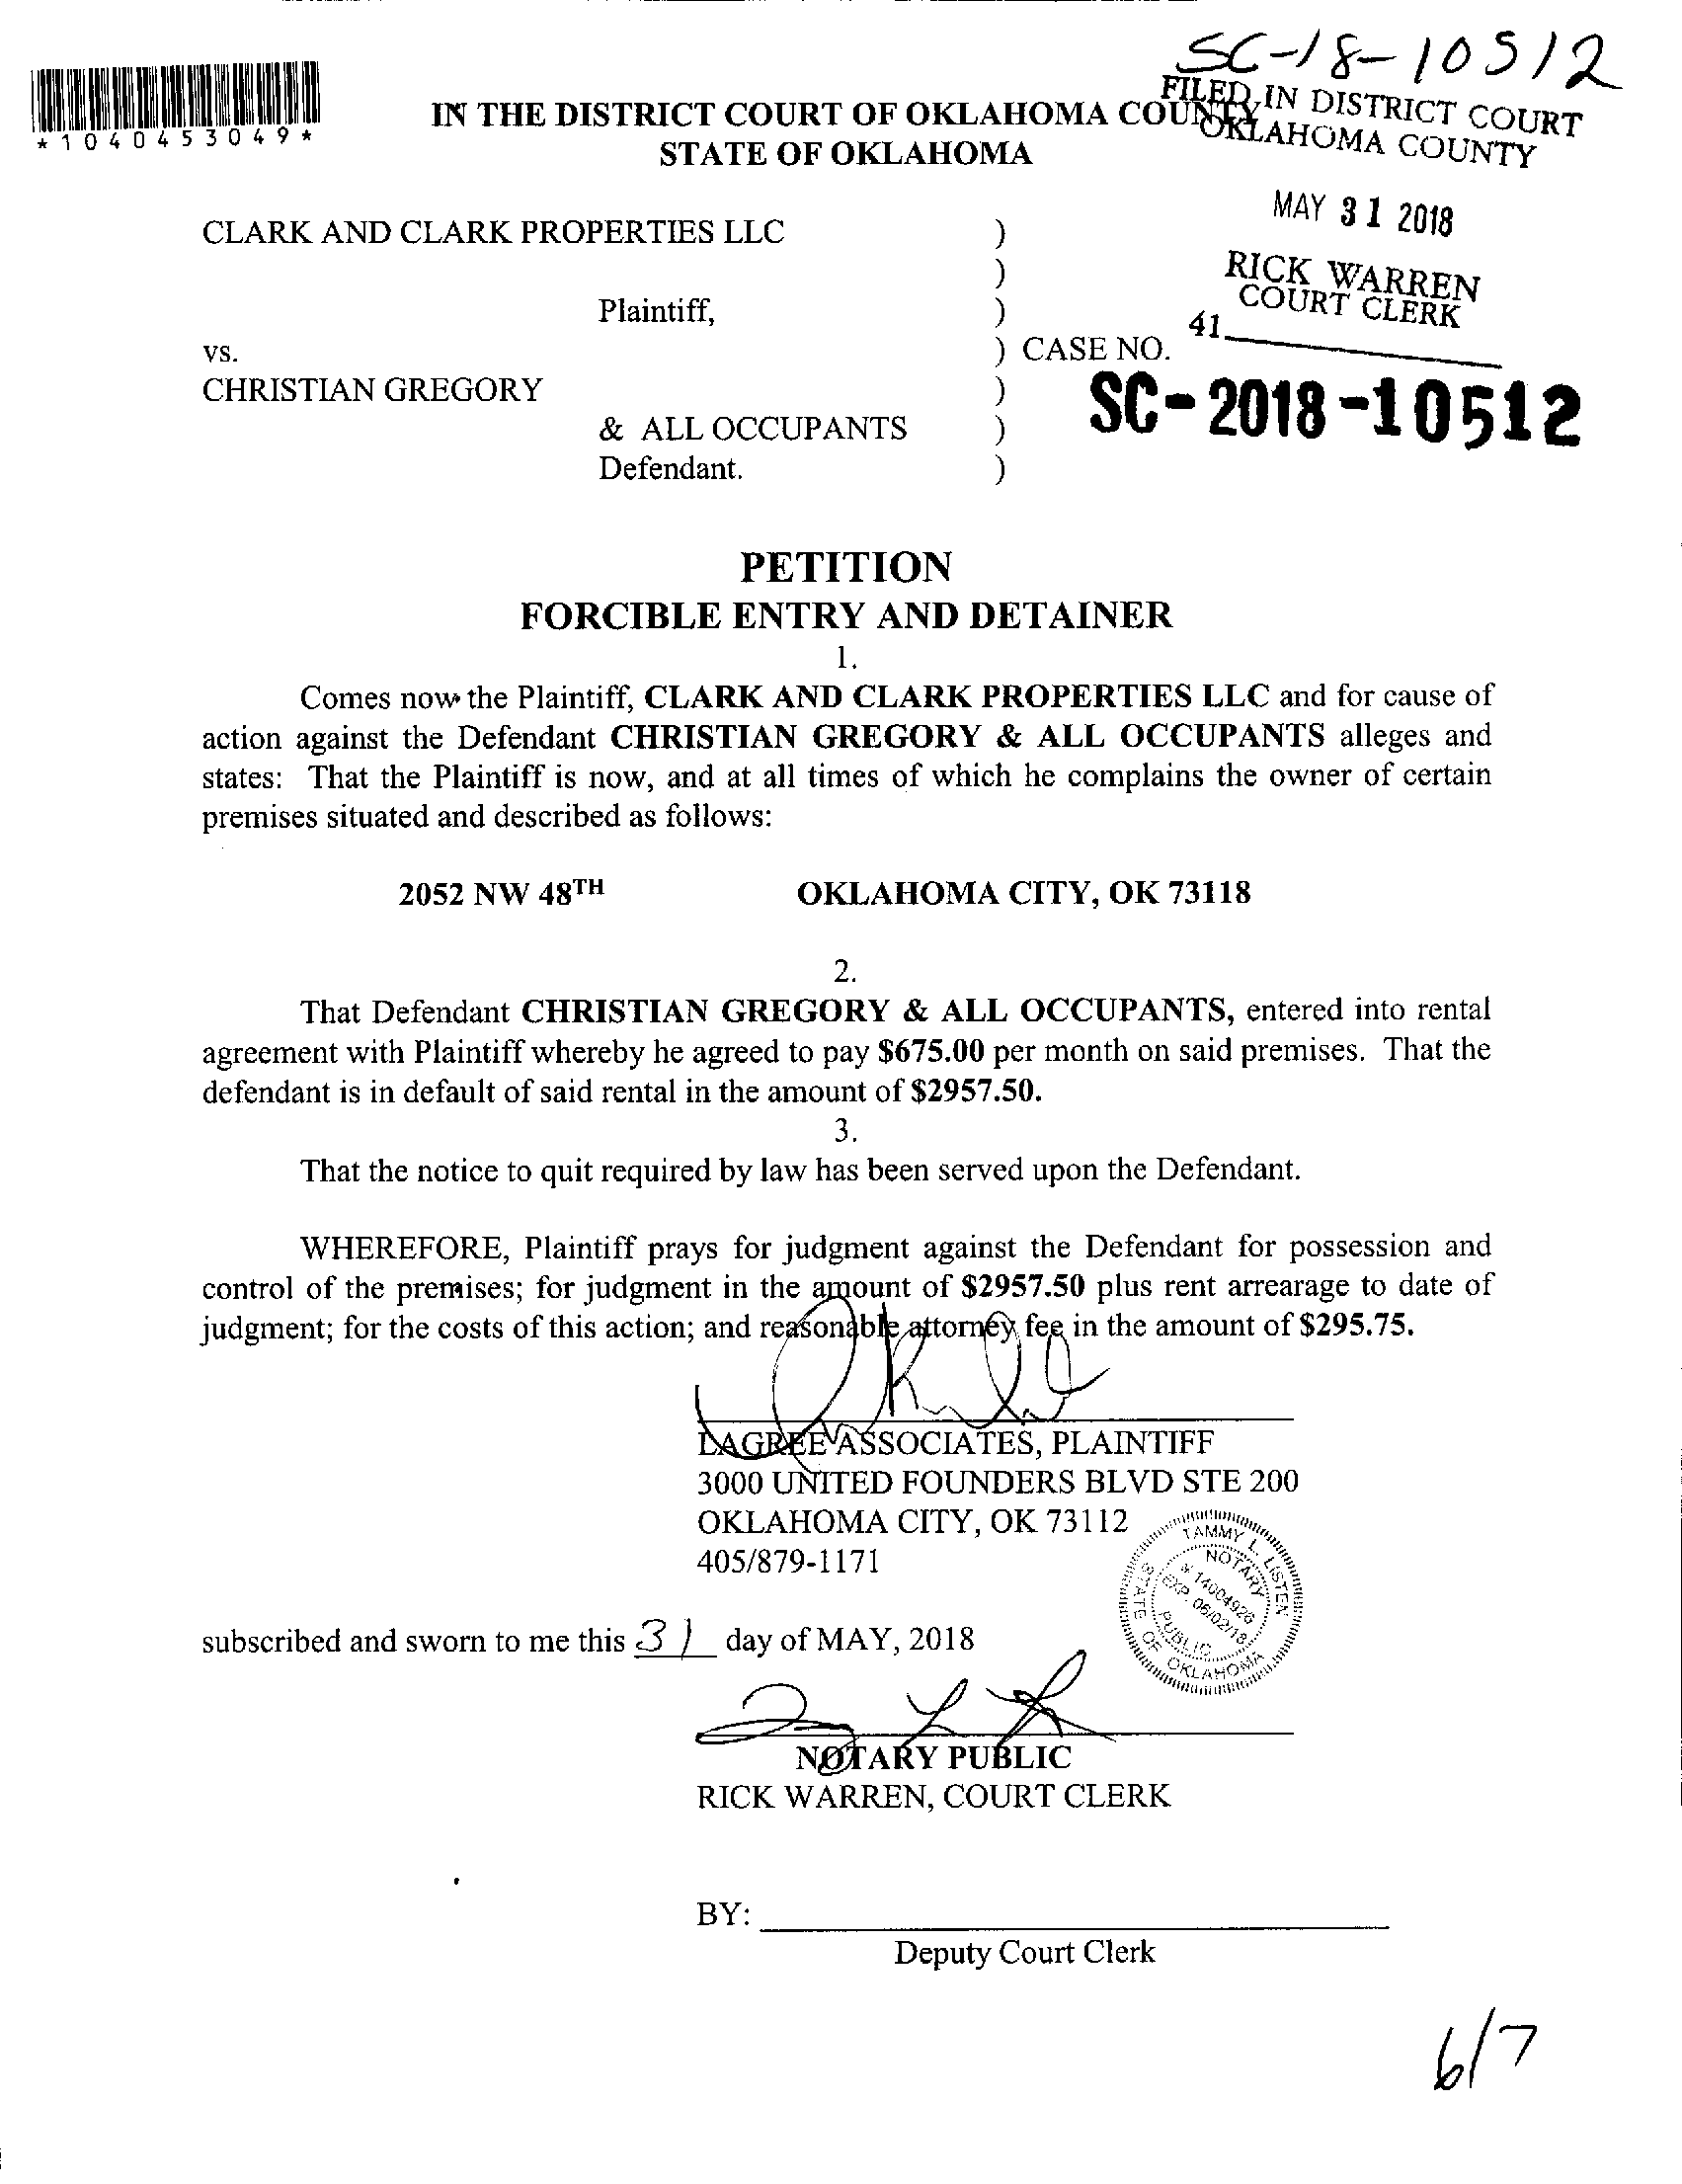 SC-18-10512
*1040453049*
FILED IN DISTRICT COURT
OKLAHOMA COUNTY
IN THE DISTRICT COURT OF OKLAHOMA COUNTY
STATE OF OKLAHOMA
MAY 31 2018
RICK WARREN
COURT CLERK
41
CLARK AND CLARK PROPERTIES LLC )
)
Plaintiff, )
vs. ) CASE NO.
CHRISTIAN GREGORY )
SC-2018-10512
& ALL OCCUPANTS )
Defendant. )
PETITION
FORCIBLE ENTRY AND DETAINER
1.
Comes now the Plaintiff, CLARK AND CLARK PROPERTIES LLC and for cause of
action against the Defendant CHRISTIAN GREGORY & ALL OCCUPANTS alleges and
states: That the Plaintiff is now, and at all times of which he complains the owner of certain
premises situated and described as follows:
2052 NW 48TH OKLAHOMA CITY, OK 73118
2.
That Defendant CHRISTIAN GREGORY & ALL OCCUPANTS, entered into rental
agreement with Plaintiff whereby he agreed to pay $675.00 per month on said premises. That the
defendant is in default of said rental in the amount of $2957.50.
3.
That the notice to quit required by law has been served upon the Defendant.
WHEREFORE, Plaintiff prays for judgment against the Defendant for possession and
control of the premises; for judgment in the amount of $2957.50 plus rent arrearage to date of
judgment; for the costs of this action; and reasonable attorney fee in the amount of $295.75.
LAGREE ASSOCIATES, PLAINTIFF
3000 UNITED FOUNDERS BLVD STE 200
OKLAHOMA CITY, OK 73112
405/879-1171
TAMMY L. LISTEN
NOTARY
# 14004926
EXP. 06/02/18
PUBLIC
STATE OF OKLAHOMA
subscribed and sworn to me this 31 day of MAY, 2018
NOTARY PUBLIC
RICK WARREN, COURT CLERK
BY:
Deputy Court Clerk
6/7